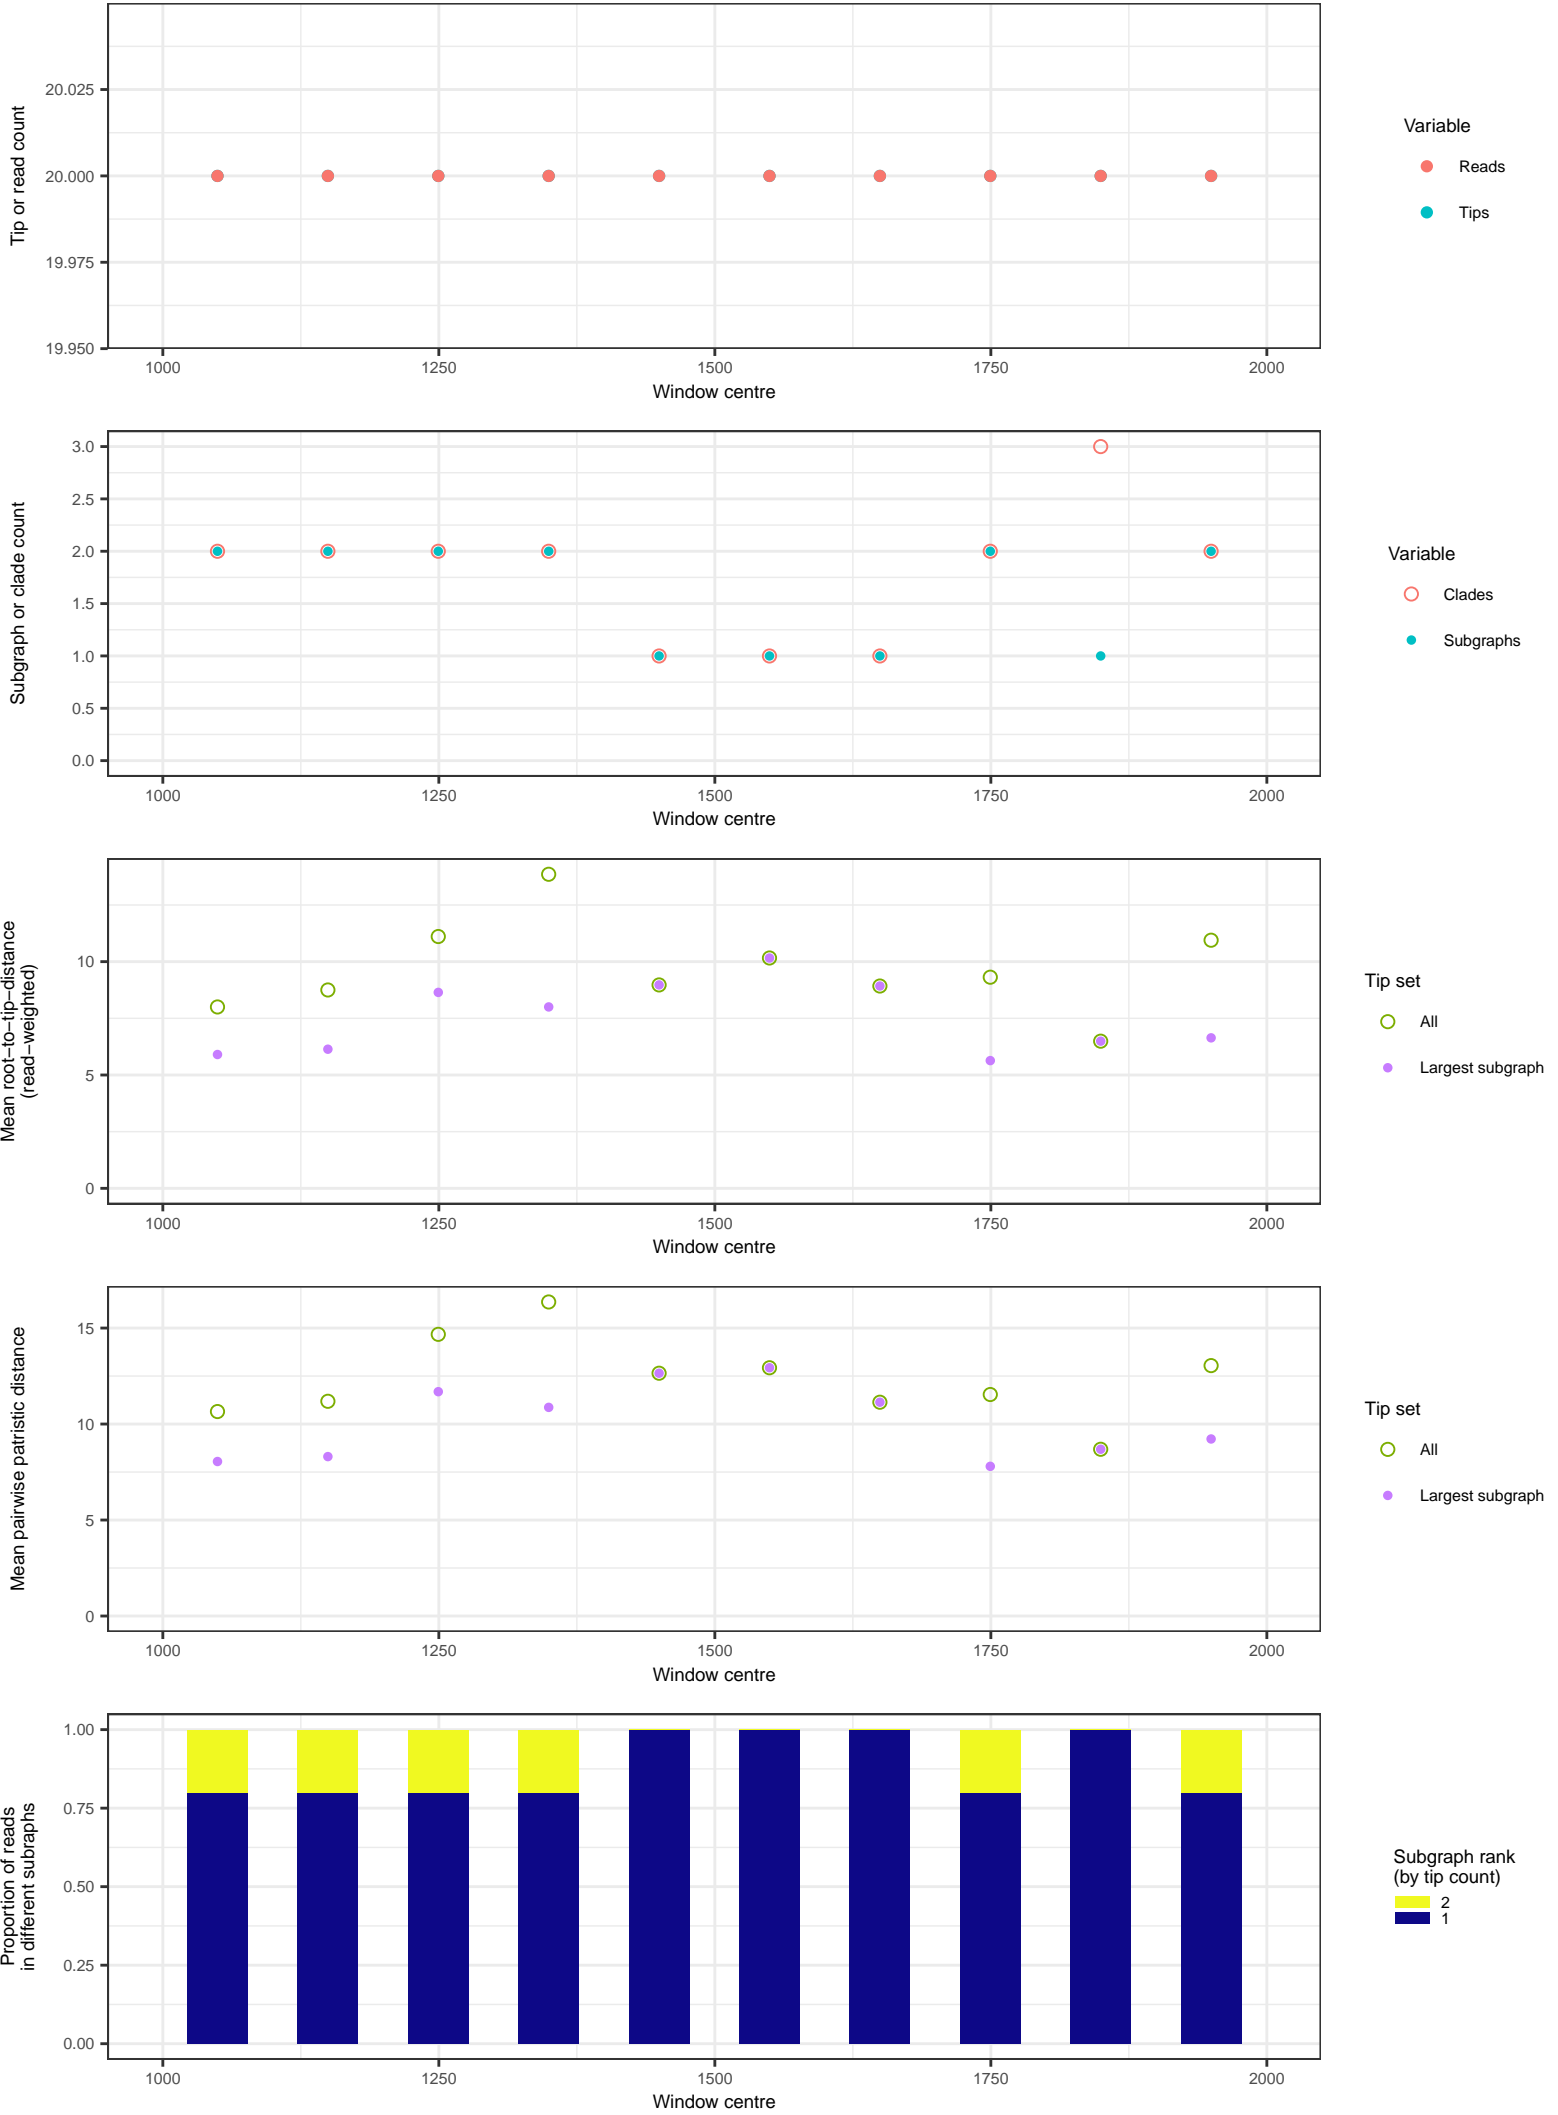 20.025
20.000
19.975
19.950
Tip or read count
1000 1250 1500 1750 2000
Window centre
Variable
Reads
Tips
3.0
2.5
2.0
1.5
1.0
0.5
0.0
Subgraph or clade count
1000 1250 1500 1750 2000
Window centre
Variable
Clades
Subgraphs
10
5
0
Mean root−to−tip−distance
(read−weighted)
1000 1250 1500 1750 2000
Window centre
Tip set
All
Largest subgraph
15
10
5
0
Mean pairwise patristic distance
1000 1250 1500 1750 2000
Window centre
Tip set
All
Largest subgraph
1.00
0.75
0.50
0.25
0.00
Proportion of reads
in different subraphs
1000 1250 1500 1750 2000
Window centre
Subgraph rank
(by tip count)
2
1